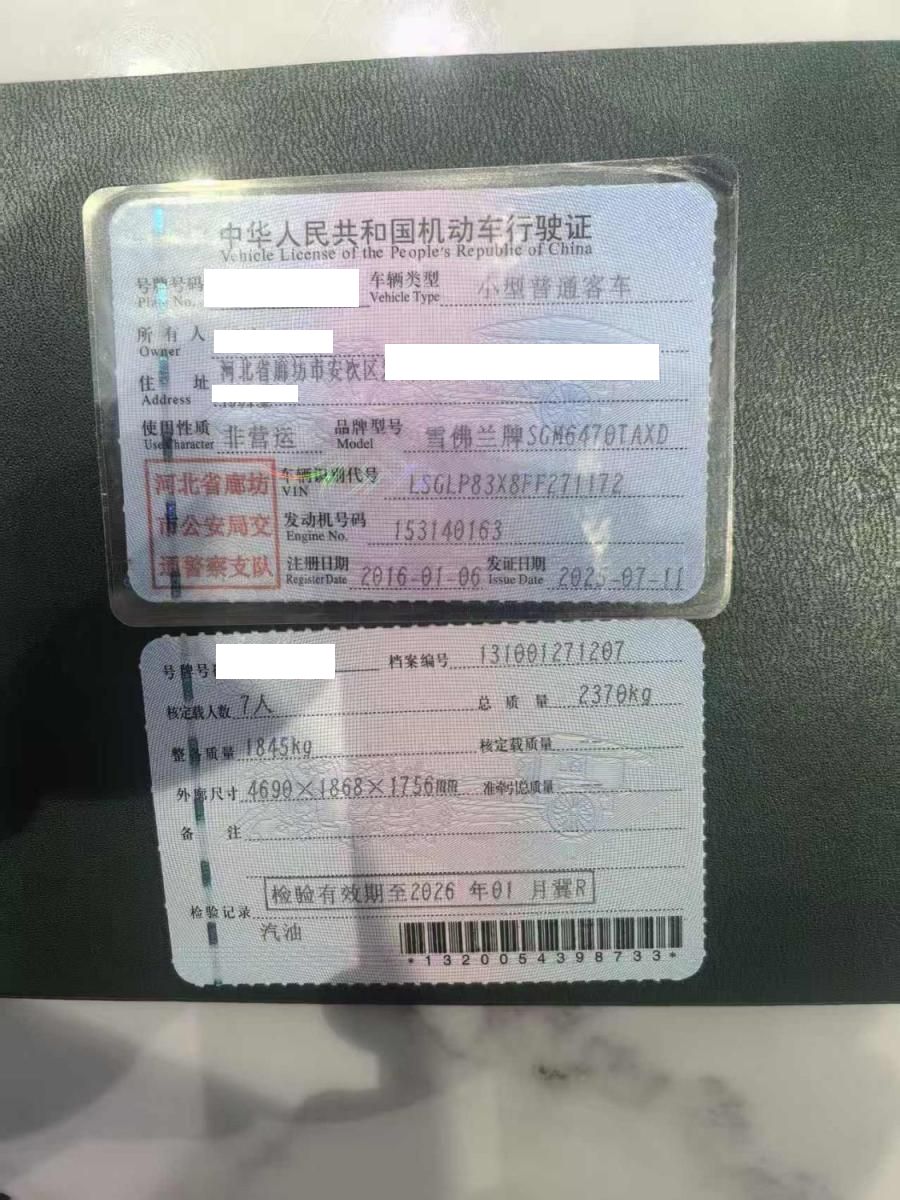 中华人民共和国机动车行驶证
Vehicle License of the People's Republic of China
号牌号码 车辆类型 小型普通客车
Plate No. Vehicle Type
所有人
Owner
住址 河北省廊坊市安次区
Address
使用性质 非营运 品牌型号 雪佛兰牌SGM6470TAXD
Use Character Model
河北省廊坊市公安局交通警察支队
车辆识别代号 LSGLP83X8FF271172
VIN
发动机号码 153140163
Engine No.
注册日期 2016-01-06 发证日期 2025-07-11
Register Date Issue Date
号牌号 档案编号 131001271207
核定载人数 7人 总质量 2370kg
整备质量 1845kg 核定载质量
外廓尺寸 4690×1868×1756mm 准牵引总质量 --
备注
检验有效期至2026 年01 月冀R
检验记录
汽油
*1320054398733*